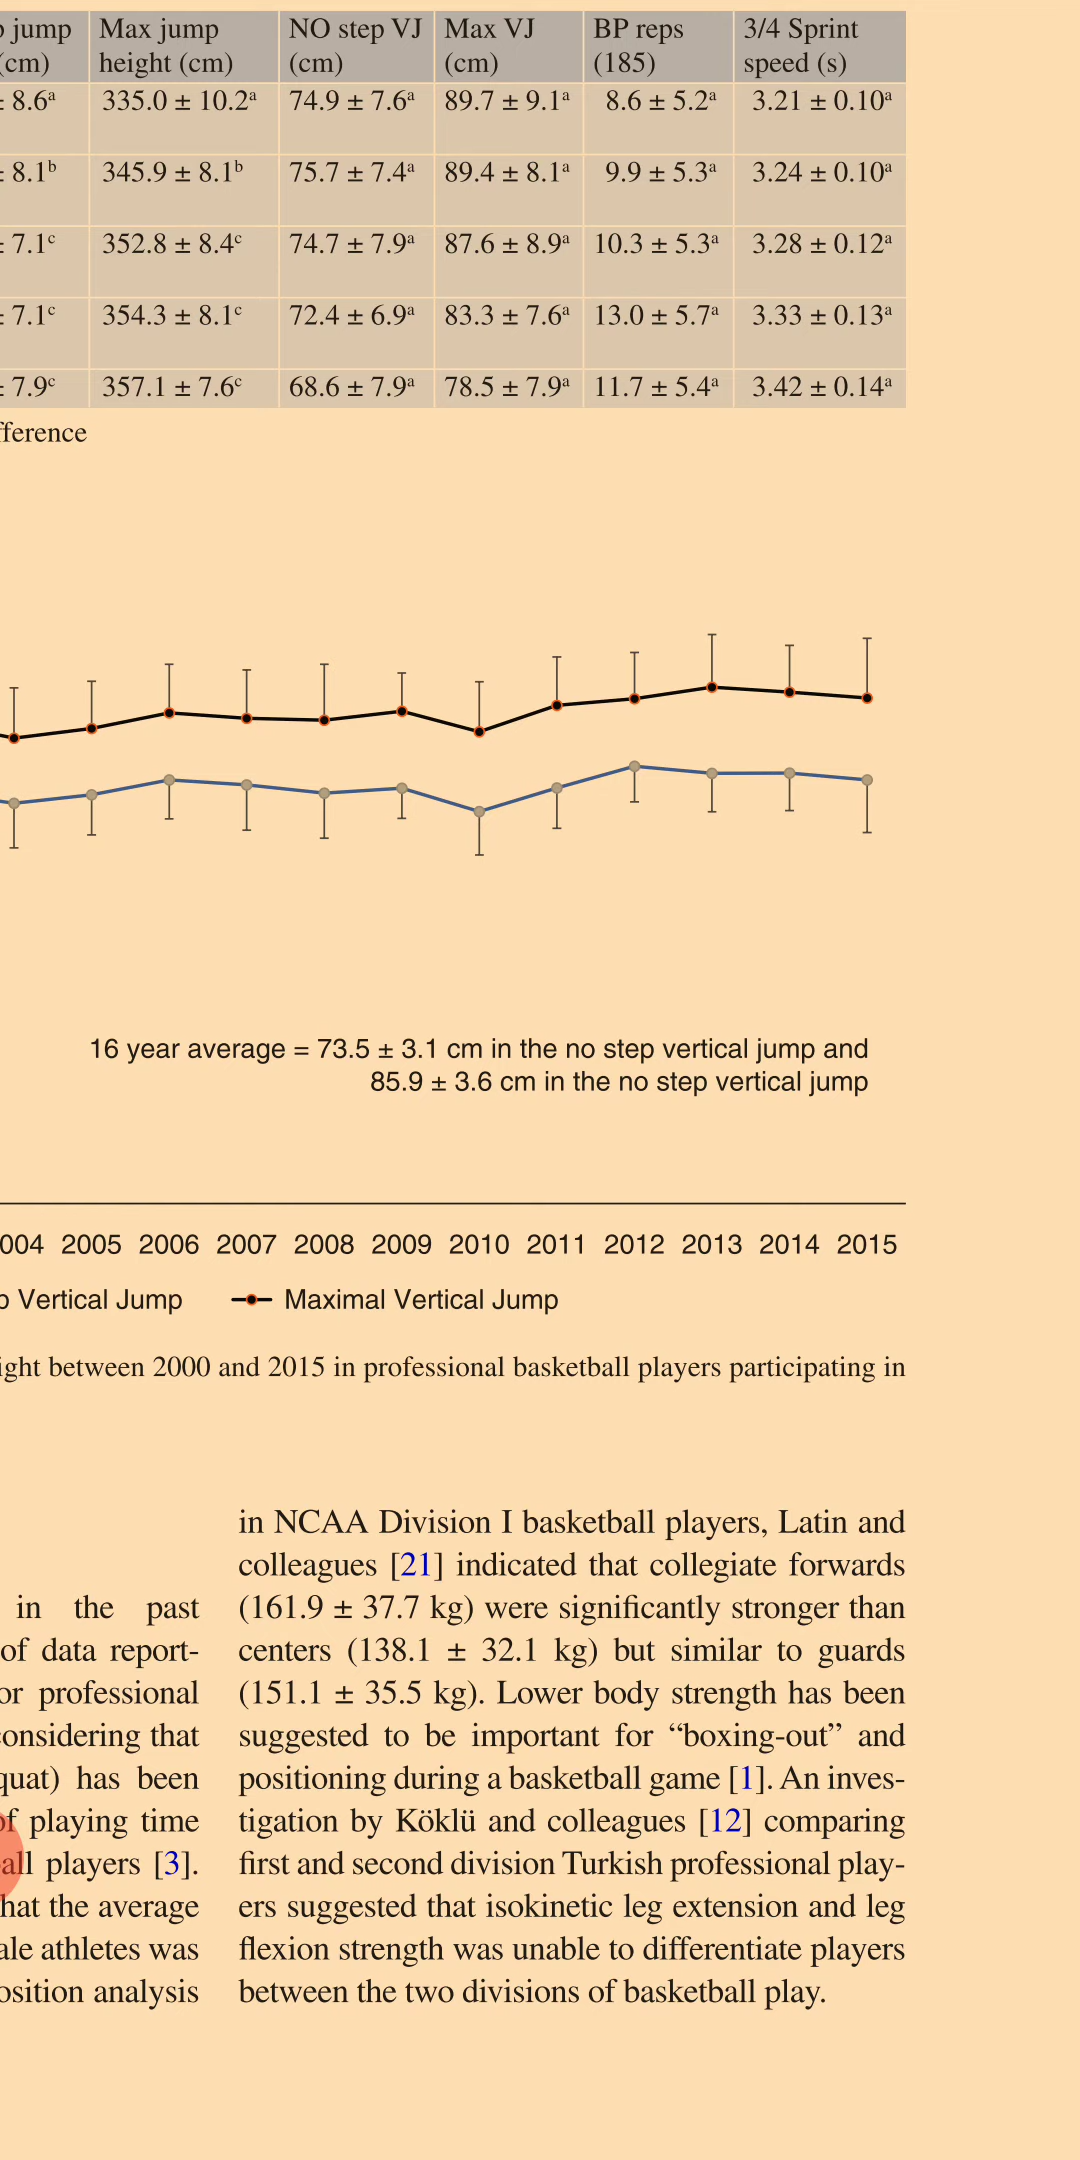 jump Max jump NO step VJ Max VJ BP reps 3/4 Sprint
(cm) height (cm) (cm) (cm) (185) speed (s)
± 8.6ᵃ 335.0 ± 10.2ᵃ 74.9 ± 7.6ᵃ 89.7 ± 9.1ᵃ 8.6 ± 5.2ᵃ 3.21 ± 0.10ᵃ
± 8.1ᵇ 345.9 ± 8.1ᵇ 75.7 ± 7.4ᵃ 89.4 ± 8.1ᵃ 9.9 ± 5.3ᵃ 3.24 ± 0.10ᵃ
± 7.1ᶜ 352.8 ± 8.4ᶜ 74.7 ± 7.9ᵃ 87.6 ± 8.9ᵃ 10.3 ± 5.3ᵃ 3.28 ± 0.12ᵃ
± 7.1ᶜ 354.3 ± 8.1ᶜ 72.4 ± 6.9ᵃ 83.3 ± 7.6ᵃ 13.0 ± 5.7ᵃ 3.33 ± 0.13ᵃ
± 7.9ᶜ 357.1 ± 7.6ᶜ 68.6 ± 7.9ᵃ 78.5 ± 7.9ᵃ 11.7 ± 5.4ᵃ 3.42 ± 0.14ᵃ
fference
16 year average = 73.5 ± 3.1 cm in the no step vertical jump and
85.9 ± 3.6 cm in the no step vertical jump
004 2005 2006 2007 2008 2009 2010 2011 2012 2013 2014 2015
p Vertical Jump Maximal Vertical Jump
ight between 2000 and 2015 in professional basketball players participating in
in the past
of data report-
or professional
onsidering that
quat) has been
of playing time
all players [3].
hat the average
ale athletes was
osition analysis
in NCAA Division I basketball players, Latin and
colleagues [21] indicated that collegiate forwards
(161.9 ± 37.7 kg) were significantly stronger than
centers (138.1 ± 32.1 kg) but similar to guards
(151.1 ± 35.5 kg). Lower body strength has been
suggested to be important for “boxing-out” and
positioning during a basketball game [1]. An inves-
tigation by Köklü and colleagues [12] comparing
first and second division Turkish professional play-
ers suggested that isokinetic leg extension and leg
flexion strength was unable to differentiate players
between the two divisions of basketball play.